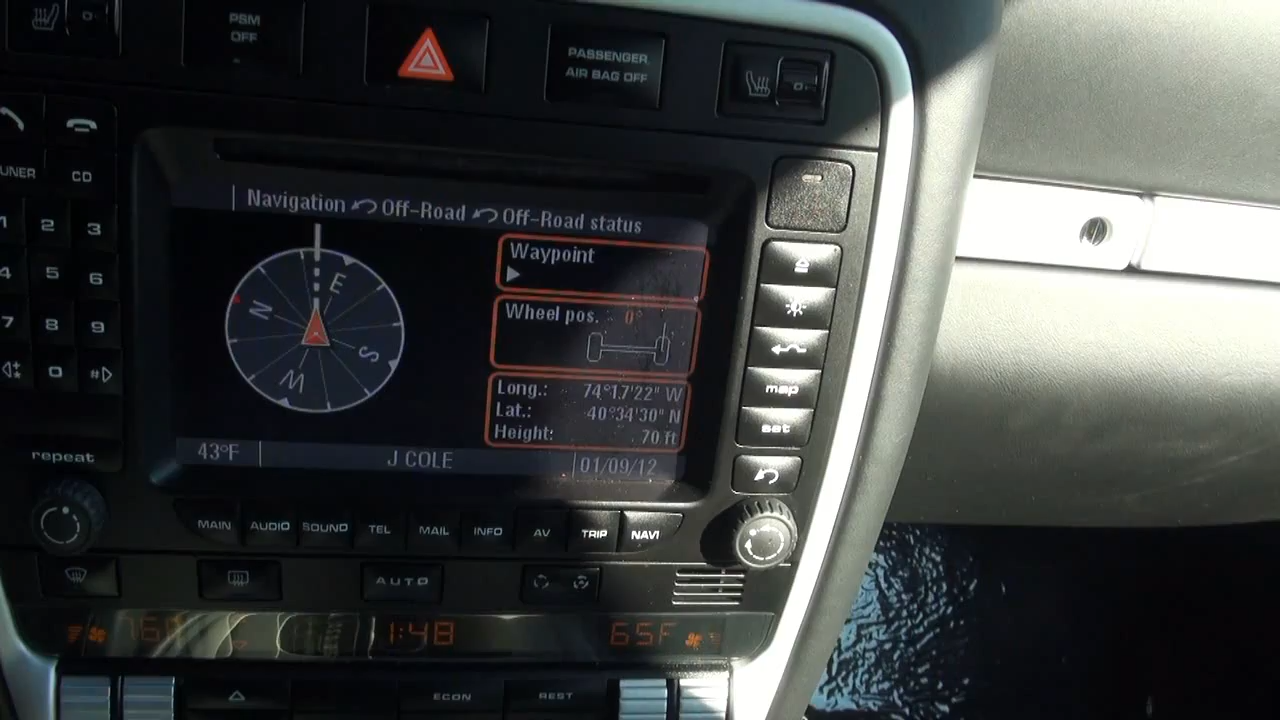 PSM
OFF
PASSENGER
AIR BAG OFF
TUNER
CD
1 2 3
4 5 6
7 8 9
0 #
repeat
Navigation Off-Road Off-Road status
N
E
S
W
Waypoint
Wheel pos. 0°
Long.: 74°17'22" W
Lat.: 40°34'30" N
Height: 70 ft
43°F J COLE 01/09/12
map
set
MAIN AUDIO SOUND TEL MAIL INFO AV TRIP NAVI
AUTO
1:48 65F
ECON REST